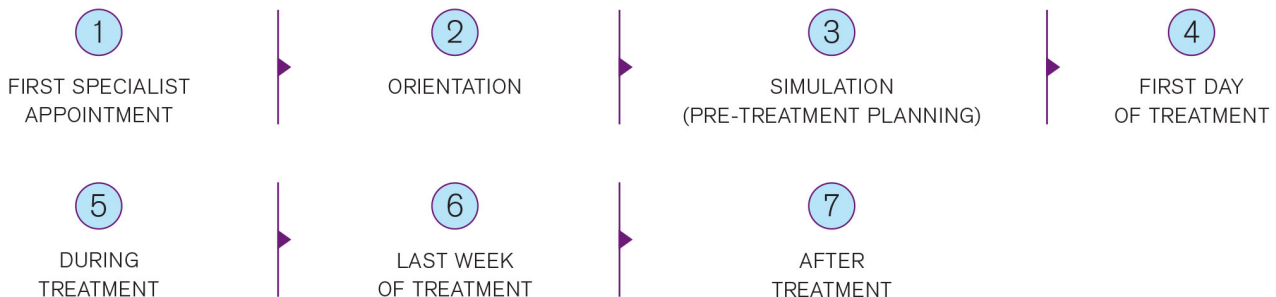 1
FIRST SPECIALIST
APPOINTMENT
2
ORIENTATION
3
SIMULATION
(PRE-TREATMENT PLANNING)
4
FIRST DAY
OF TREATMENT
5
DURING
TREATMENT
6
LAST WEEK
OF TREATMENT
7
AFTER
TREATMENT